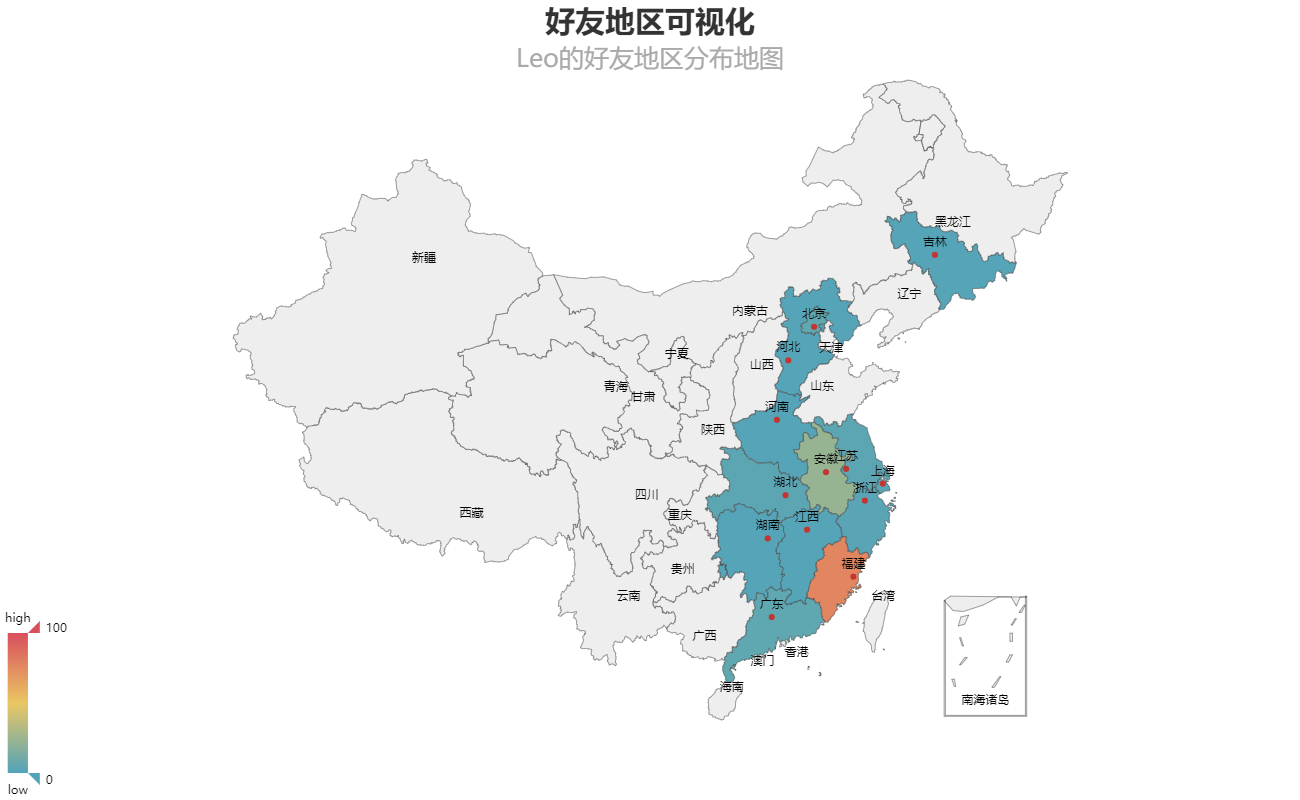 好友地区可视化
Leo的好友地区分布地图
黑龙江
吉林
新疆
辽宁
内蒙古
北京
河北
天津
宁夏
山西
青海
甘肃
山东
河南
陕西
安徽
江苏
上海
湖北
浙江
四川
西藏
重庆
江西
湖南
福建
贵州
云南
台湾
广东
广西
香港
澳门
海南
南海诸岛
high
100
0
low